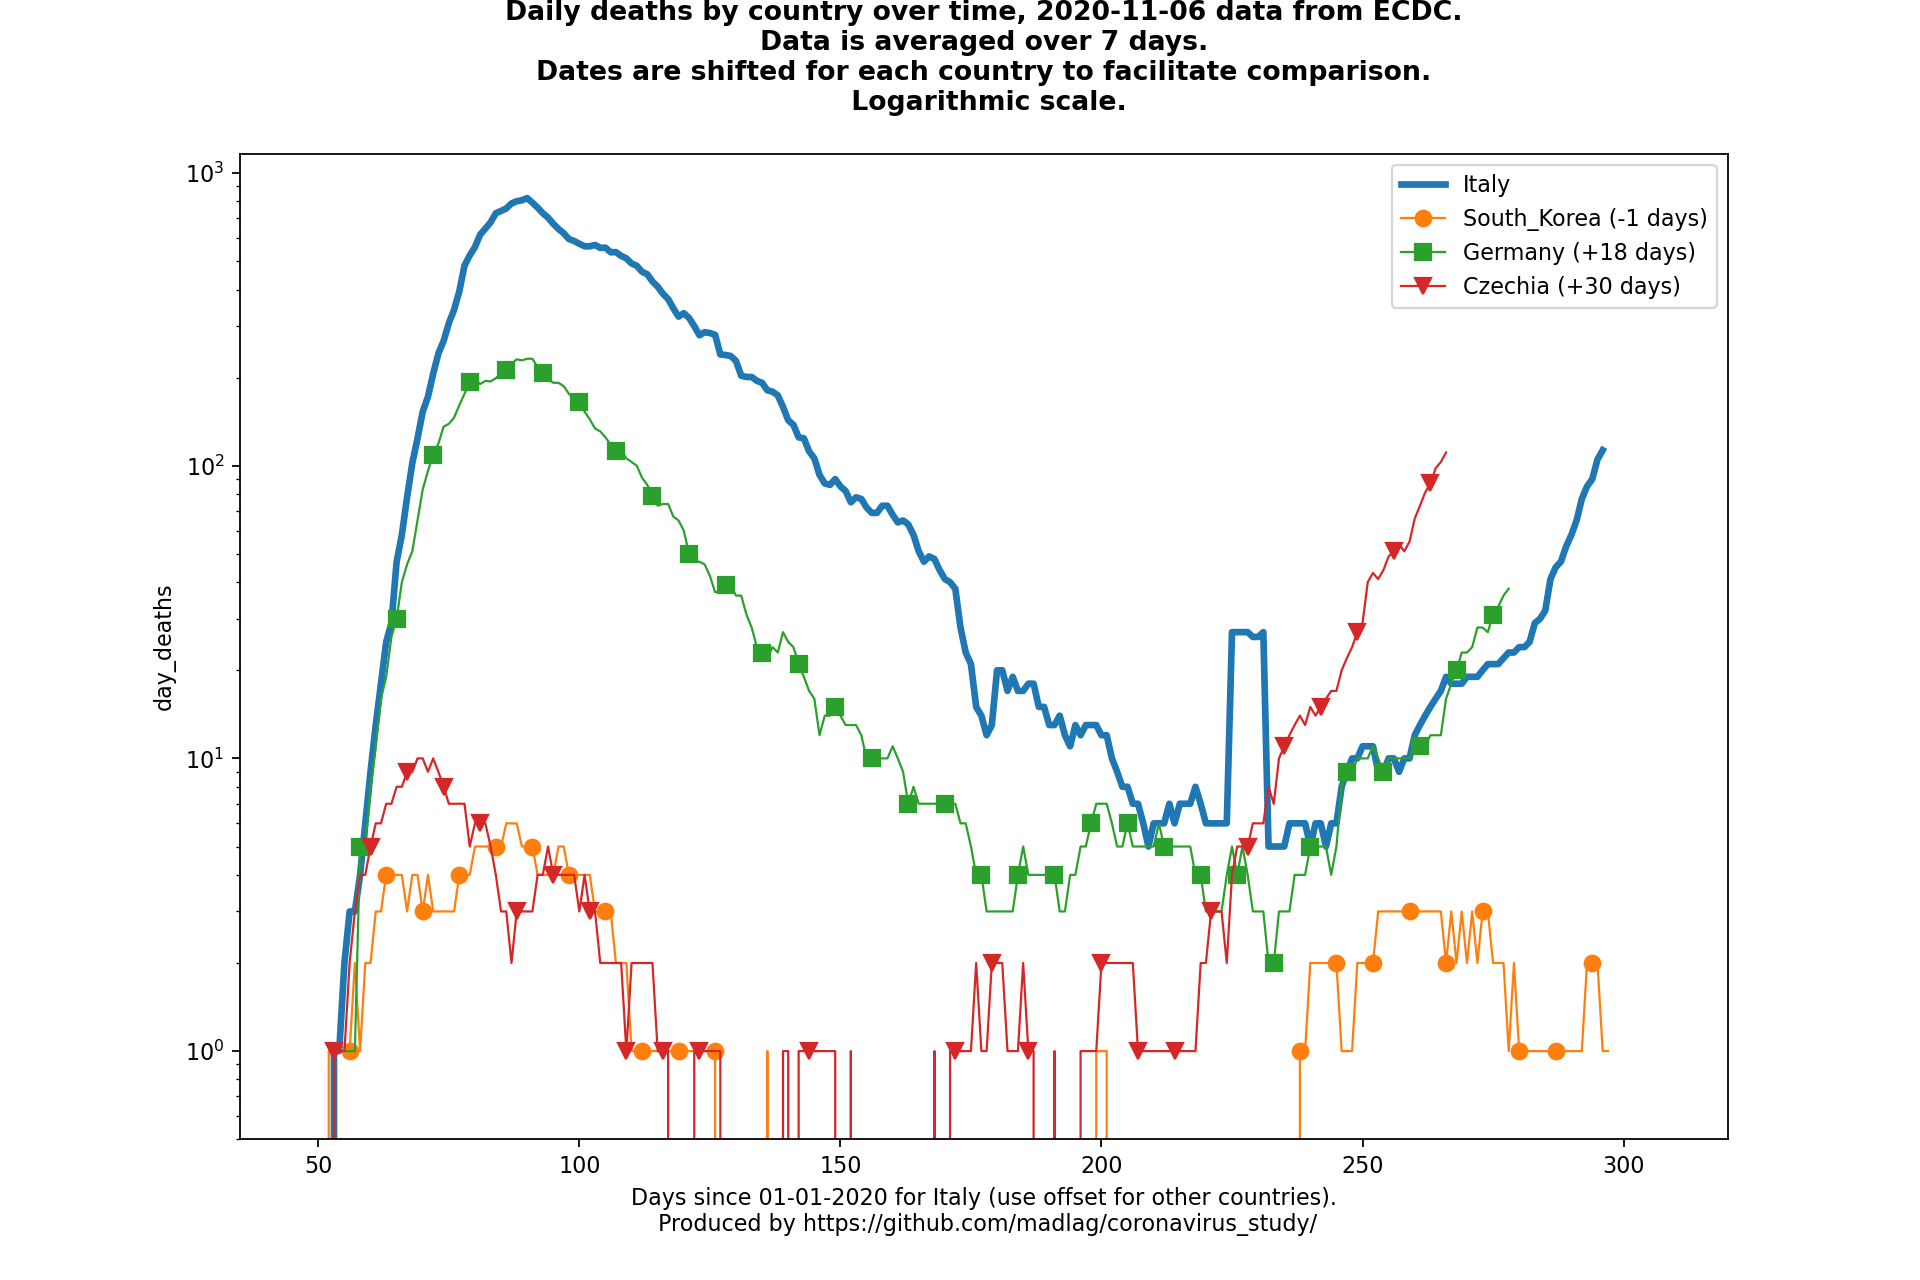 Daily deaths by country over time, 2020-11-06 data from ECDC.
Data is averaged over 7 days.
Dates are shifted for each country to facilitate comparison.
Logarithmic scale.
10³
10²
10¹
10⁰
day_deaths
Italy
South_Korea (-1 days)
Germany (+18 days)
Czechia (+30 days)
50 100 150 200 250 300
Days since 01-01-2020 for Italy (use offset for other countries).
Produced by https://github.com/madlag/coronavirus_study/